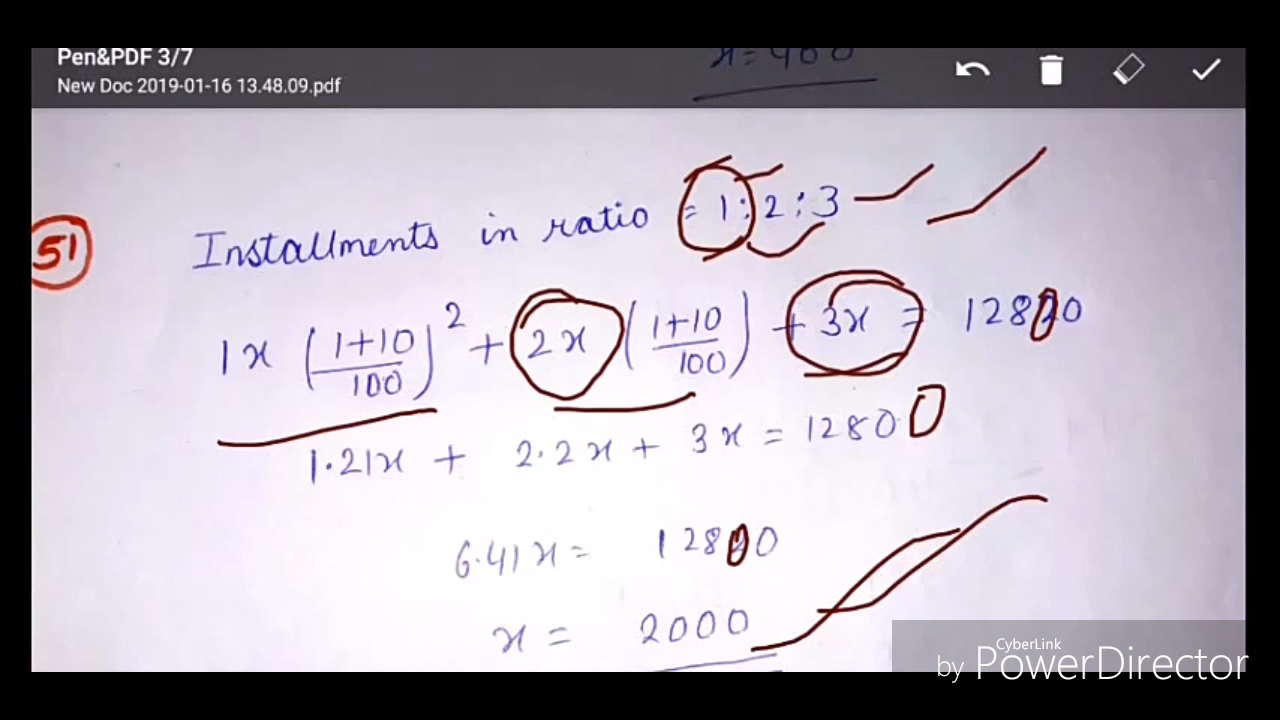 x = 400
Pen&PDF 3/7
New Doc 2019-01-16 13.48.09.pdf
51 Installments in ratio = 1:2:3
1x (1+10/100)² + 2x (1+10/100) + 3x = 12800
1.21x + 2.2x + 3x = 12800
6.41x = 12800
x = 2000
CyberLink
by PowerDirector